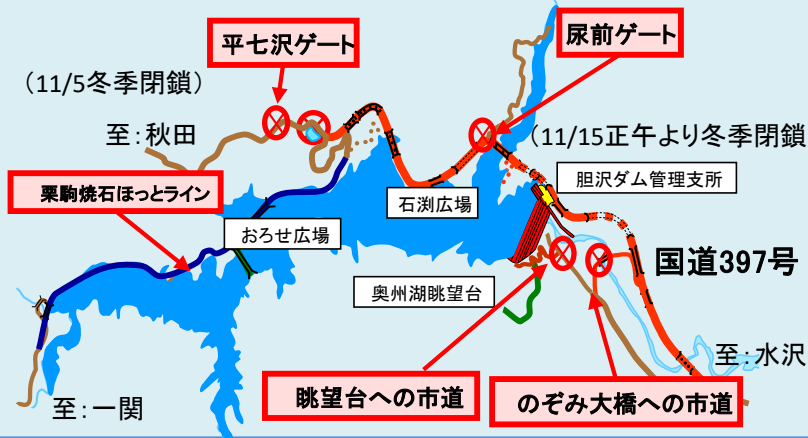 平七沢ゲート
尿前ゲート
（11/5冬季閉鎖）
（11/15正午より冬季閉鎖
至：秋田
胆沢ダム管理支所
栗駒焼石ほっとライン
石渕広場
おろせ広場
国道397号
奥州湖眺望台
至：水沢
眺望台への市道
のぞみ大橋への市道
至：一関